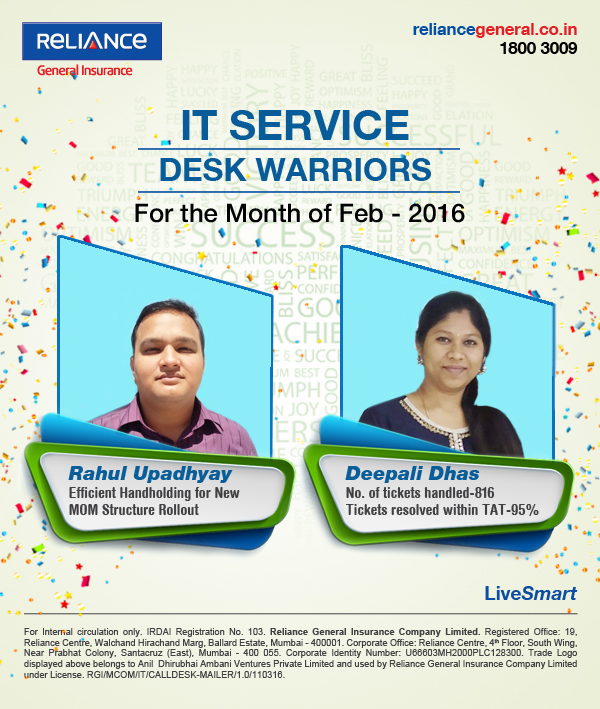 RELIANCE
General Insurance
reliancegeneral.co.in
1800 3009
IT SERVICE
DESK WARRIORS
For the Month of Feb - 2016
Rahul Upadhyay
Efficient Handholding for New
MOM Structure Rollout
Deepali Dhas
No. of tickets handled-816
Tickets resolved within TAT-95%
LiveSmart
For Internal circulation only. IRDAI Registration No. 103. Reliance General Insurance Company Limited. Registered Office: 19,
Reliance Centre, Walchand Hirachand Marg, Ballard Estate, Mumbai - 400001. Corporate Office: Reliance Centre, 4th Floor, South Wing,
Near Prabhat Colony, Santacruz (East), Mumbai - 400 055. Corporate Identity Number: U66603MH2000PLC128300. Trade Logo
displayed above belongs to Anil Dhirubhai Ambani Ventures Private Limited and used by Reliance General Insurance Company Limited
under License. RGI/MCOM/IT/CALLDESK-MAILER/1.0/110316.